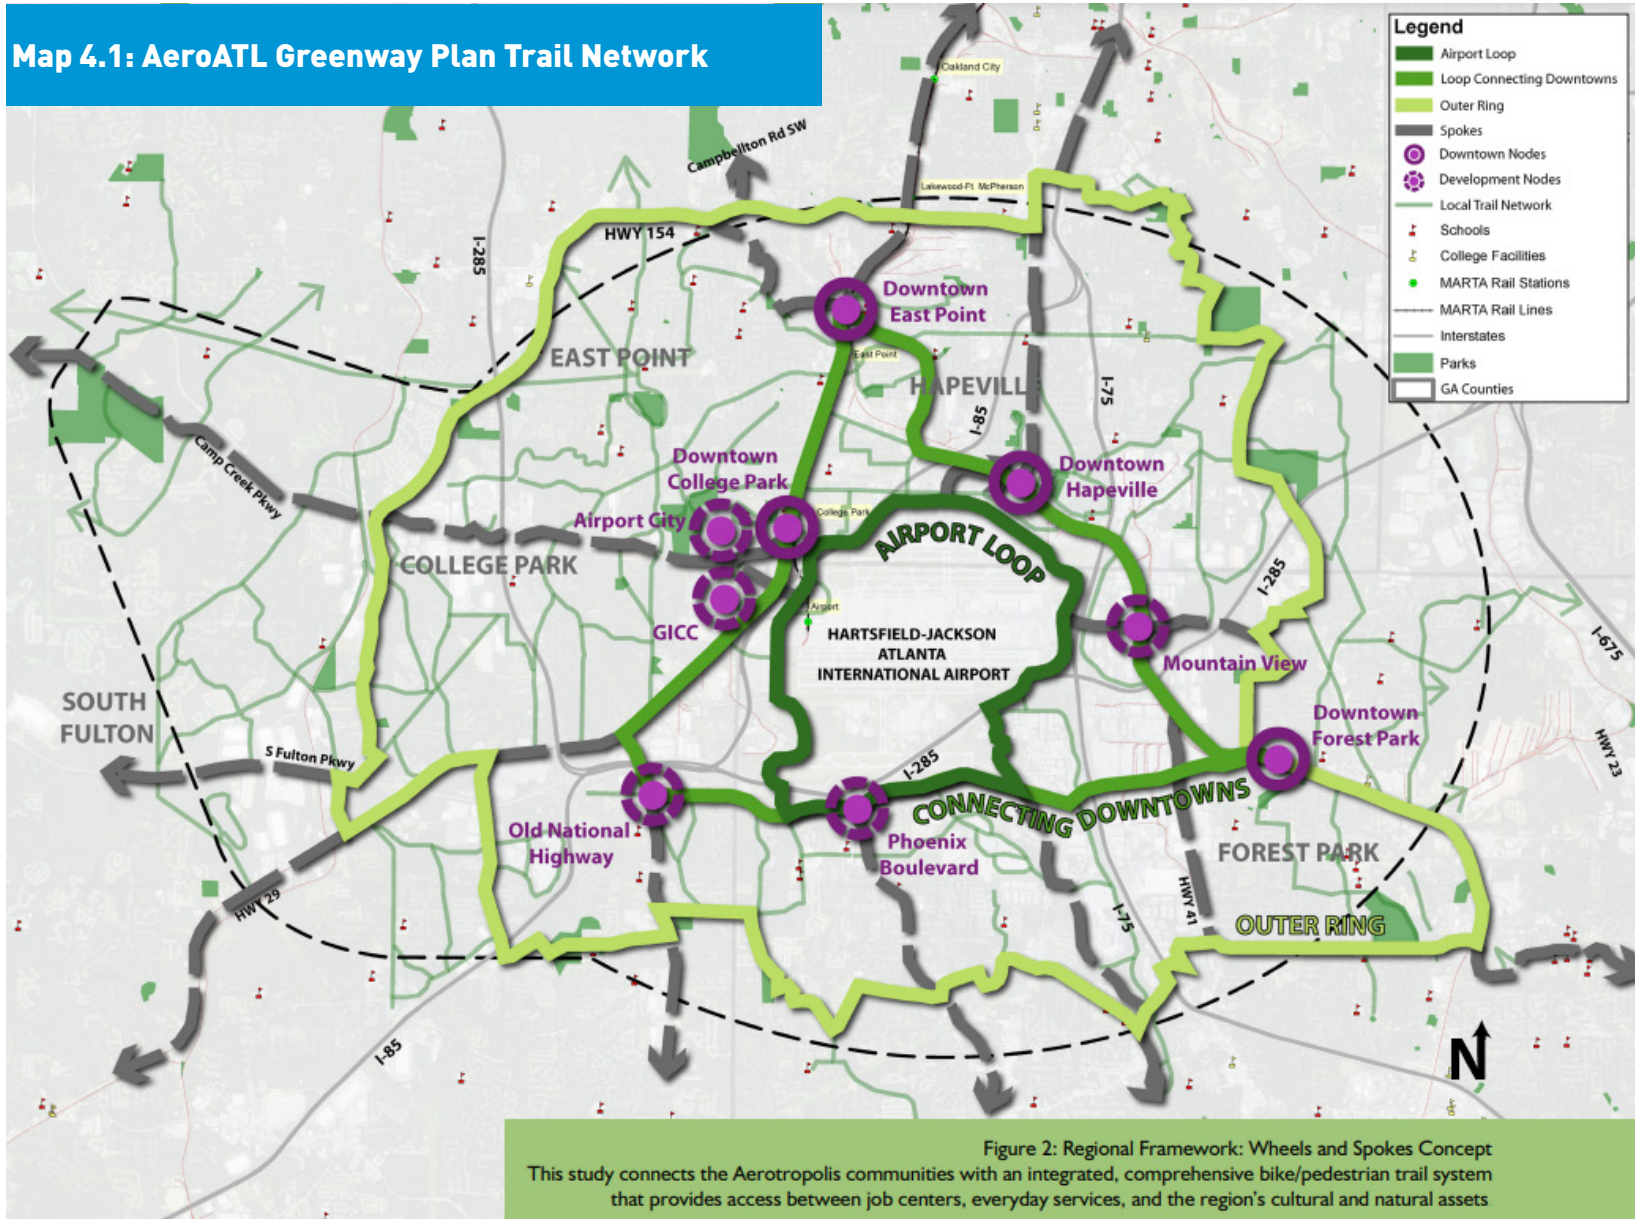 Map 4.1: AeroATL Greenway Plan Trail Network
Legend
Airport Loop
Loop Connecting Downtowns
Outer Ring
Spokes
Downtown Nodes
Development Nodes
Local Trail Network
Schools
College Facilities
MARTA Rail Stations
MARTA Rail Lines
Interstates
Parks
GA Counties
Oakland City
Campbellton Rd SW
Lakewood-Ft. McPherson
HWY 154
I-285
Downtown
East Point
EAST POINT
East Point
HAPEVILL
I-85
I-75
Camp Creek Pkwy
Downtown
College Park
Downtown
Hapeville
Airport City
College Park
AIRPORT LOOP
COLLEGE PARK
I-285
GICC
Airport
HARTSFIELD-JACKSON
ATLANTA
INTERNATIONAL AIRPORT
Mountain View
I-675
SOUTH
FULTON
S Fulton Pkwy
Downtown
Forest Park
HWY 23
I-285
CONNECTING DOWNTOWNS
Old National
Highway
Phoenix
Boulevard
FOREST PARK
HWY 29
HWY 41
I-75
OUTER RING
I-85
N
Figure 2: Regional Framework: Wheels and Spokes Concept
This study connects the Aerotropolis communities with an integrated, comprehensive bike/pedestrian trail system
that provides access between job centers, everyday services, and the region's cultural and natural assets